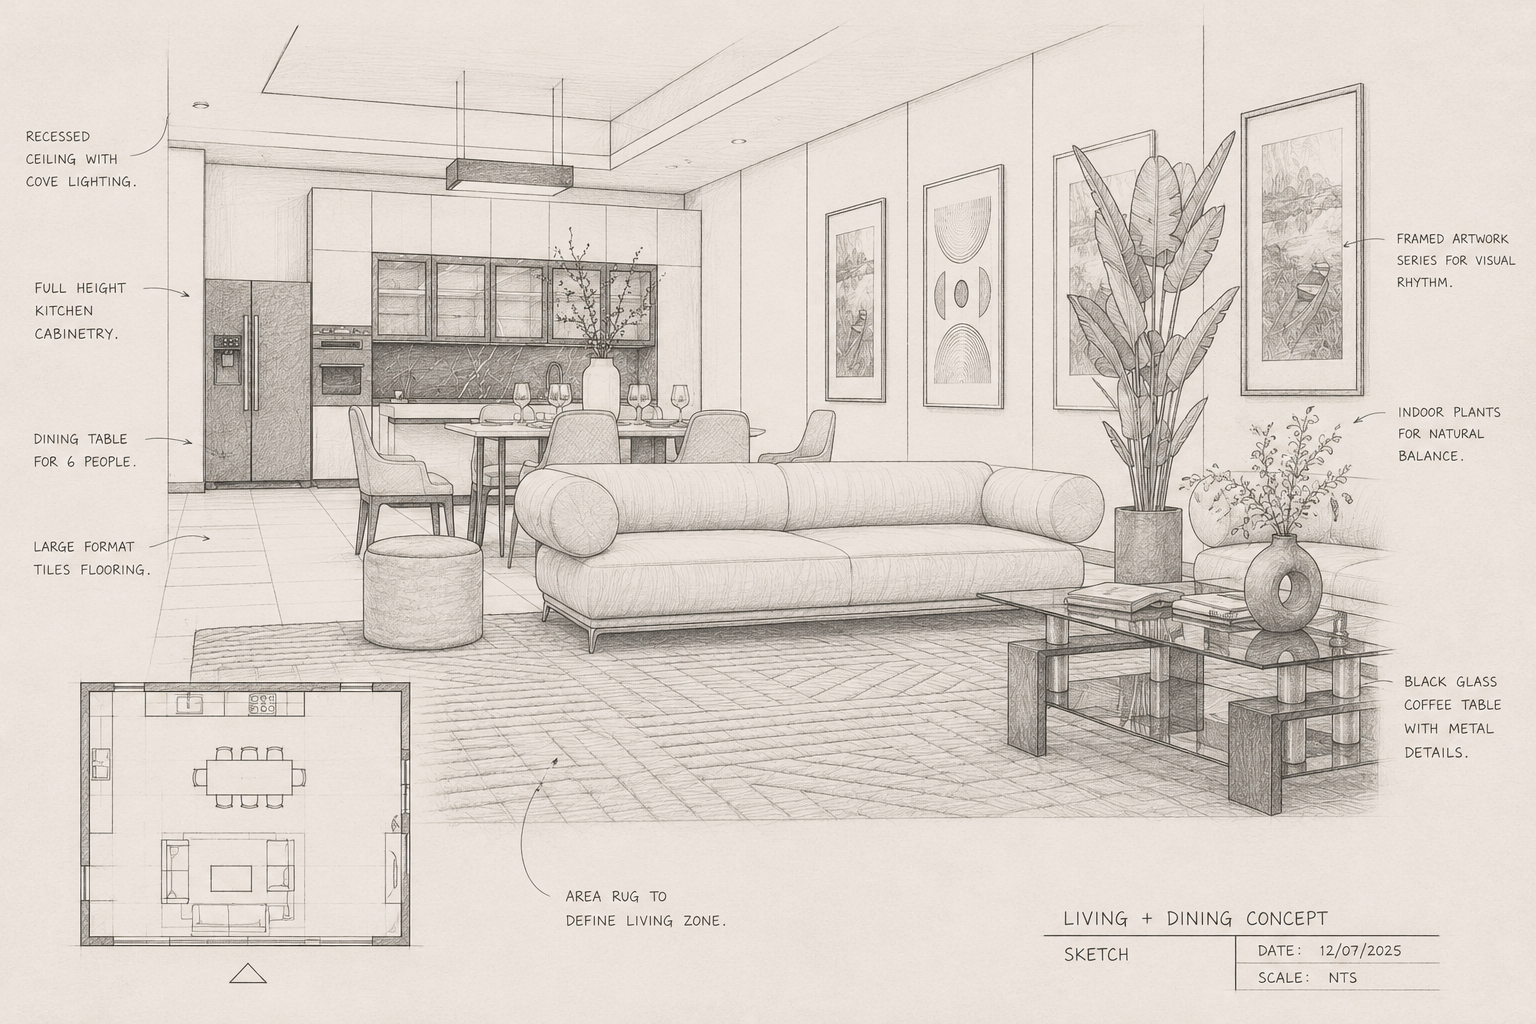 RECESSED
CEILING WITH
COVE LIGHTING.
FULL HEIGHT
KITCHEN
CABINETRY.
DINING TABLE
FOR 6 PEOPLE.
LARGE FORMAT
TILES FLOORING.
FRAMED ARTWORK
SERIES FOR VISUAL
RHYTHM.
INDOOR PLANTS
FOR NATURAL
BALANCE.
BLACK GLASS
COFFEE TABLE
WITH METAL
DETAILS.
AREA RUG TO
DEFINE LIVING ZONE.
LIVING + DINING CONCEPT
SKETCH
DATE: 12/07/2025
SCALE: NTS